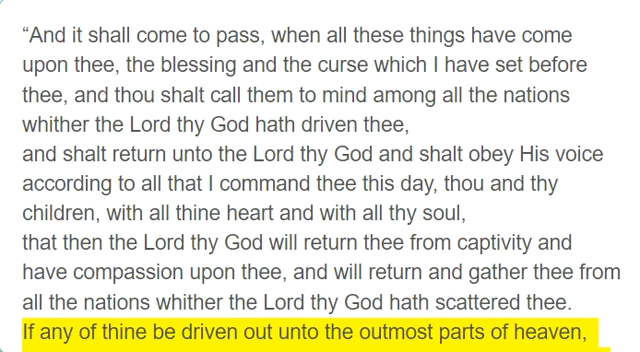 “And it shall come to pass, when all these things have come
upon thee, the blessing and the curse which I have set before
thee, and thou shalt call them to mind among all the nations
whither the Lord thy God hath driven thee,
and shalt return unto the Lord thy God and shalt obey His voice
according to all that I command thee this day, thou and thy
children, with all thine heart and with all thy soul,
that then the Lord thy God will return thee from captivity and
have compassion upon thee, and will return and gather thee from
all the nations whither the Lord thy God hath scattered thee.
If any of thine be driven out unto the outmost parts of heaven,